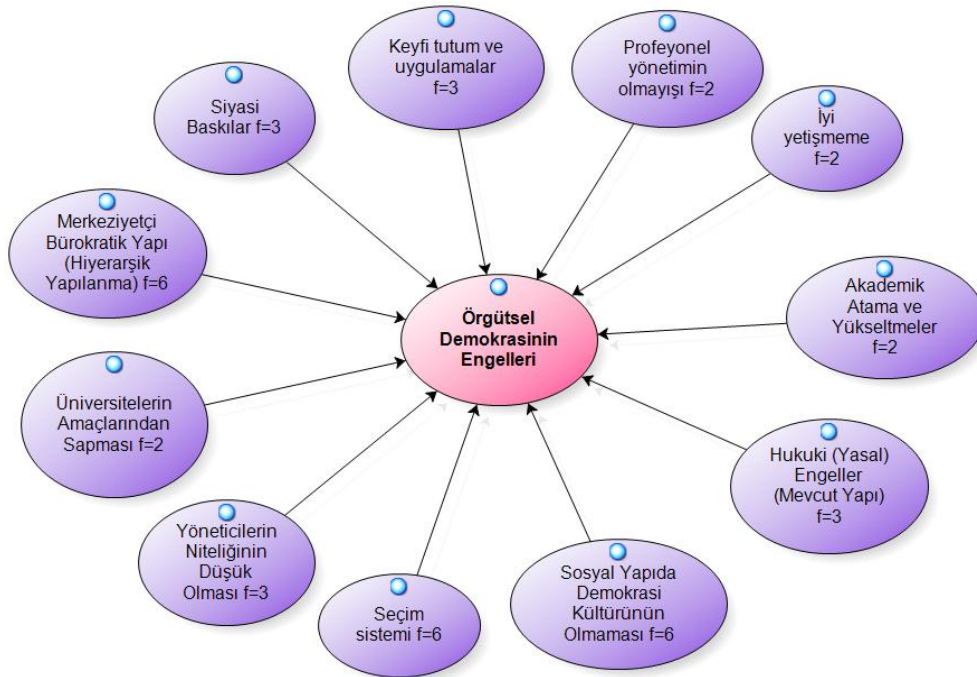 Keyfi tutum ve
uygulamalar
f=3
Profeyonel
yönetimin
olmayışı f=2
Siyasi
Baskılar f=3
İyi
yetişmeme
f=2
Merkeziyetçi
Bürokratik Yapı
(Hiyerarşik
Yapılanma) f=6
Akademik
Atama ve
Yükseltmeler
f=2
Örgütsel
Demokrasinin
Engelleri
Üniversitelerin
Amaçlarından
Sapması f=2
Hukuki (Yasal)
Engeller
(Mevcut Yapı)
f=3
Yöneticilerin
Niteliğinin
Düşük
Olması f=3
Seçim
sistemi f=6
Sosyal Yapıda
Demokrasi
Kültürünün
Olmaması f=6